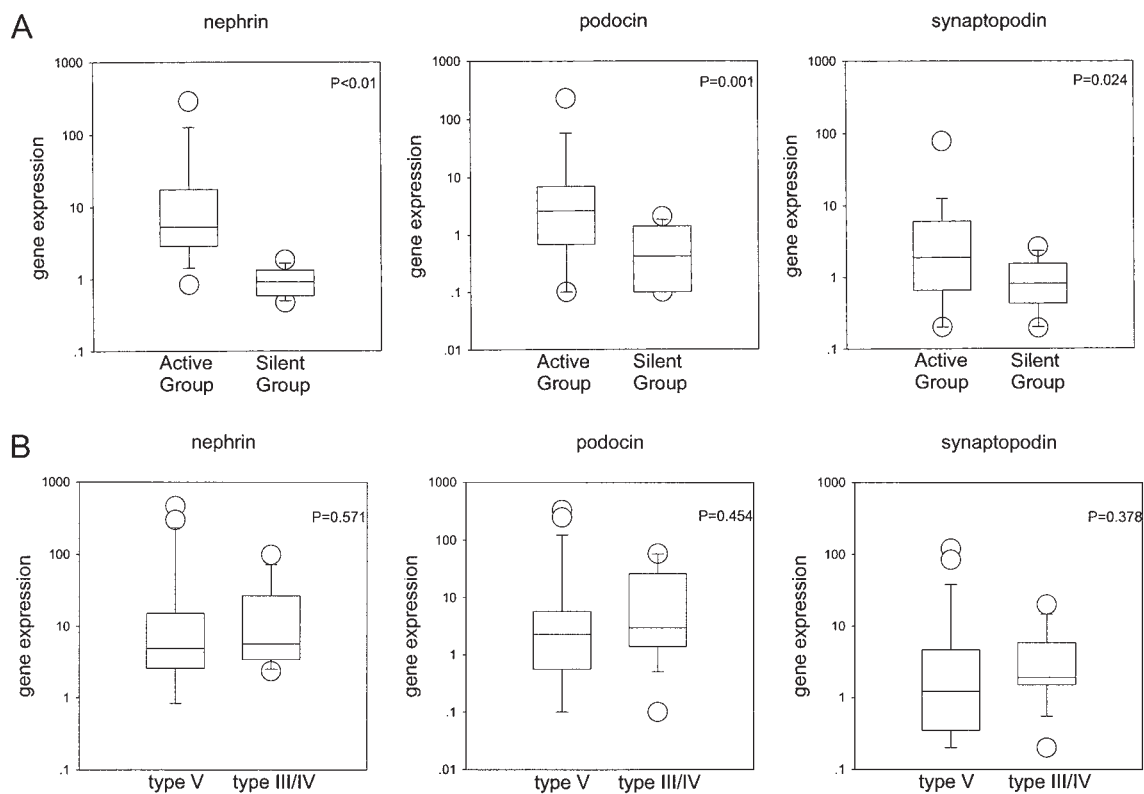 A
nephrin
podocin
synaptopodin
gene expression
1000
100
10
1
.1
P<0.01
Active Group
Silent Group
gene expression
1000
100
10
1
.1
.01
P=0.001
Active Group
Silent Group
gene expression
1000
100
10
1
.1
P=0.024
Active Group
Silent Group
B
nephrin
podocin
synaptopodin
gene expression
1000
100
10
1
.1
P=0.571
type V
type III/IV
gene expression
1000
100
10
1
.1
.01
P=0.454
type V
type III/IV
gene expression
1000
100
10
1
.1
P=0.378
type V
type III/IV